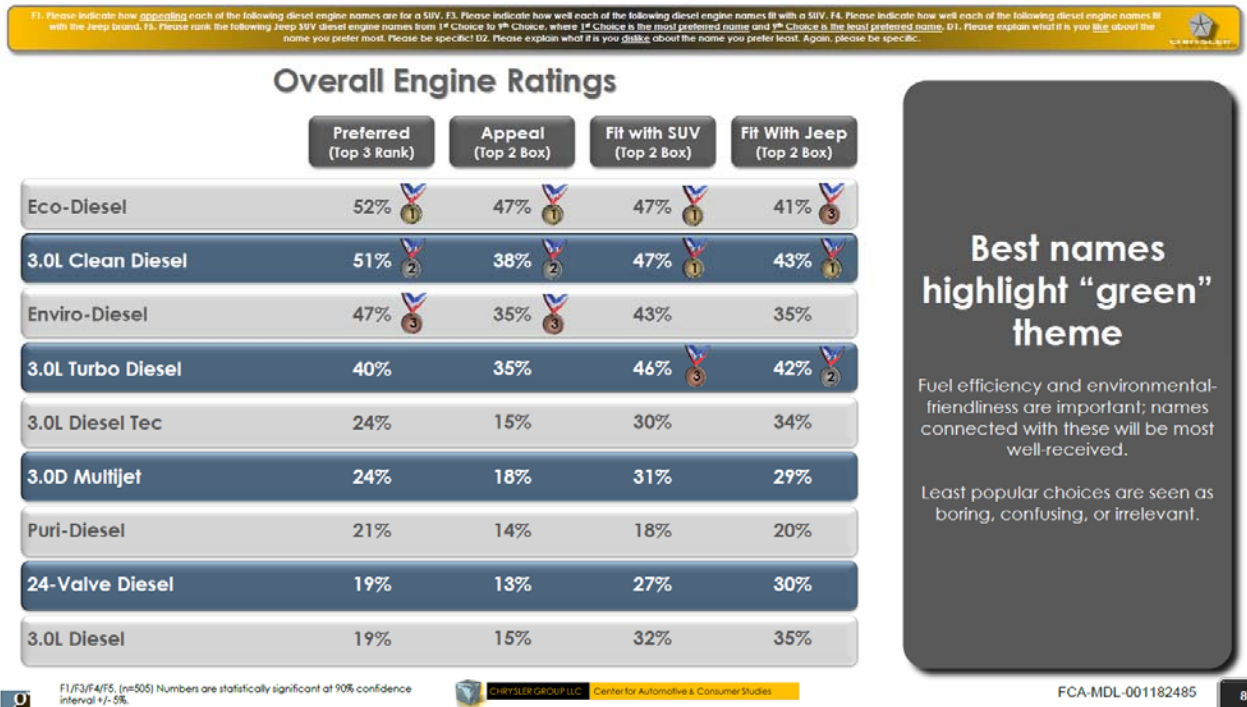 F1. Please indicate how appealing each of the following diesel engine names are for a SUV. F3. Please indicate how well each of the following diesel engine names fit with a SUV. F4. Please indicate how well each of the following diesel engine names fit
with the Jeep brand. F5. Please rank the following Jeep SUV diesel engine names from 1st Choice to 9th Choice, where 1st Choice is the most preferred name and 9th Choice is the least preferred name. D1. Please explain what it is you like about the
name you prefer most. Please be specific! D2. Please explain what it is you dislike about the name you prefer least. Again, please be specific.
CHRYSLER
Overall Engine Ratings
Preferred Appeal Fit with SUV Fit With Jeep
(Top 3 Rank) (Top 2 Box) (Top 2 Box) (Top 2 Box)
Eco-Diesel 52% 1 47% 1 47% 1 41% 3
3.0L Clean Diesel 51% 2 38% 2 47% 1 43% 1
Enviro-Diesel 47% 3 35% 3 43% 35%
3.0L Turbo Diesel 40% 35% 46% 3 42% 2
3.0L Diesel Tec 24% 15% 30% 34%
3.0D Multijet 24% 18% 31% 29%
Puri-Diesel 21% 14% 18% 20%
24-Valve Diesel 19% 13% 27% 30%
3.0L Diesel 19% 15% 32% 35%
Best names
highlight “green”
theme
Fuel efficiency and environmental-
friendliness are important; names
connected with these will be most
well-received.
Least popular choices are seen as
boring, confusing, or irrelevant.
g
F1/F3/F4/F5. (n=505) Numbers are statistically significant at 90% confidence
interval +/- 5%.
CHRYSLER GROUP LLC Center for Automotive & Consumer Studies
FCA-MDL-001182485
8